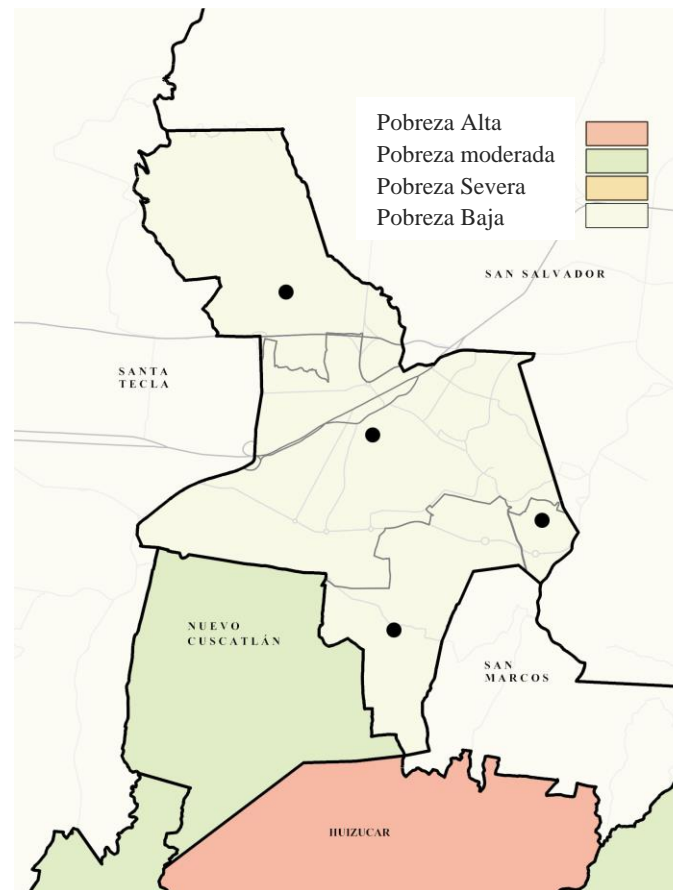 Pobreza Alta
Pobreza moderada
Pobreza Severa
Pobreza Baja
SAN SALVADOR
SANTA
TECLA
NUEVO
CUSCATLÁN
SAN
MARCOS
HUIZUCAR